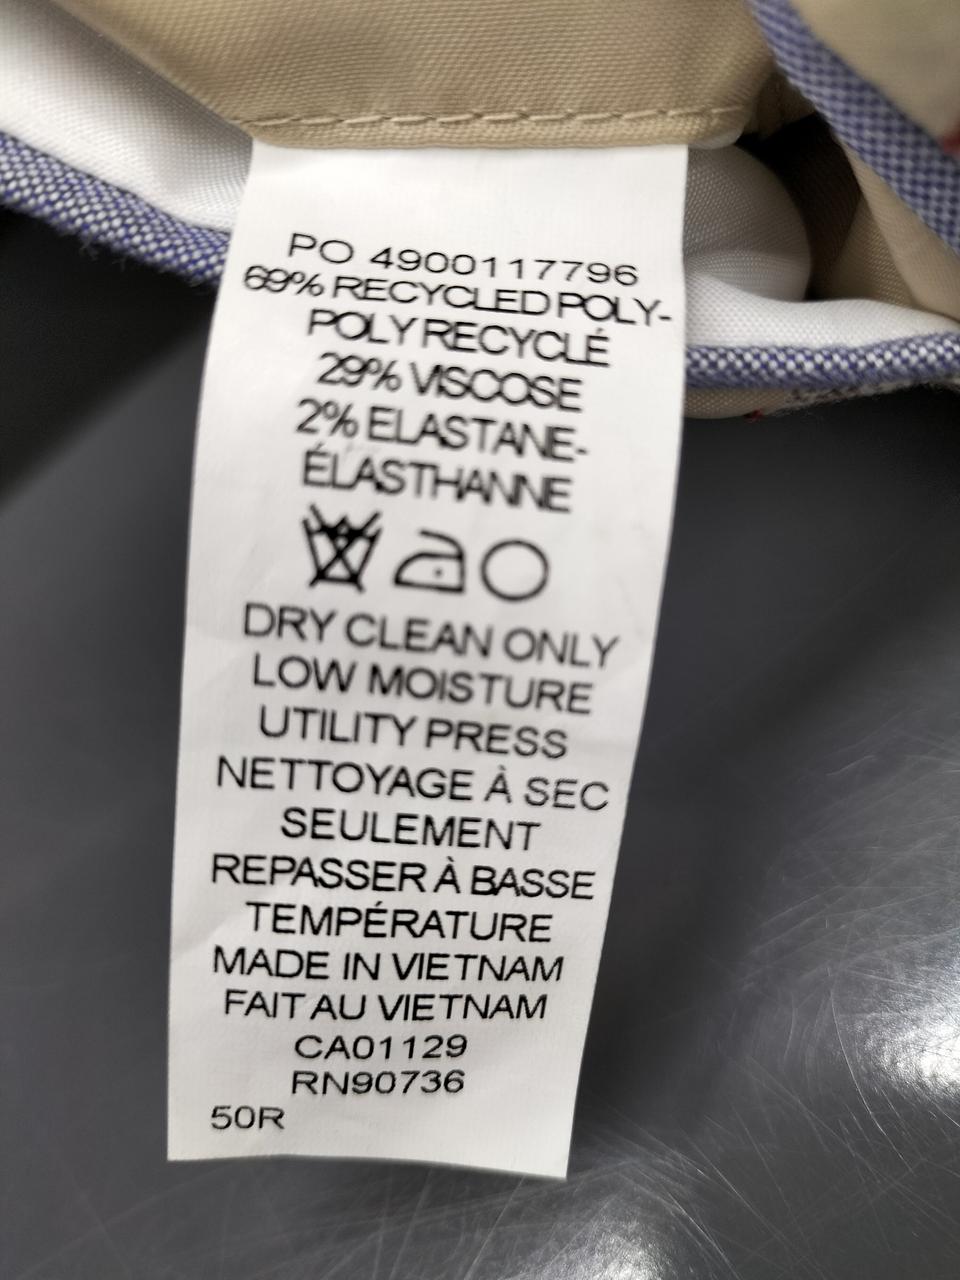 PO 4900117796
69% RECYCLED POLY-
POLY RECYCLÉ
29% VISCOSE
2% ELASTANE-
ÉLASTHANNE
DRY CLEAN ONLY
LOW MOISTURE
UTILITY PRESS
NETTOYAGE À SEC
SEULEMENT
REPASSER À BASSE
TEMPÉRATURE
MADE IN VIETNAM
FAIT AU VIETNAM
CA01129
RN90736
50R